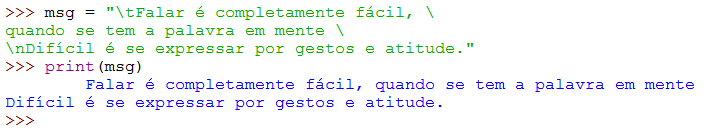 >>> msg = "\tFalar é completamente fácil, \
quando se tem a palavra em mente \
\nDifícil é se expressar por gestos e atitude."
>>> print(msg)
        Falar é completamente fácil, quando se tem a palavra em mente
Difícil é se expressar por gestos e atitude.
>>>